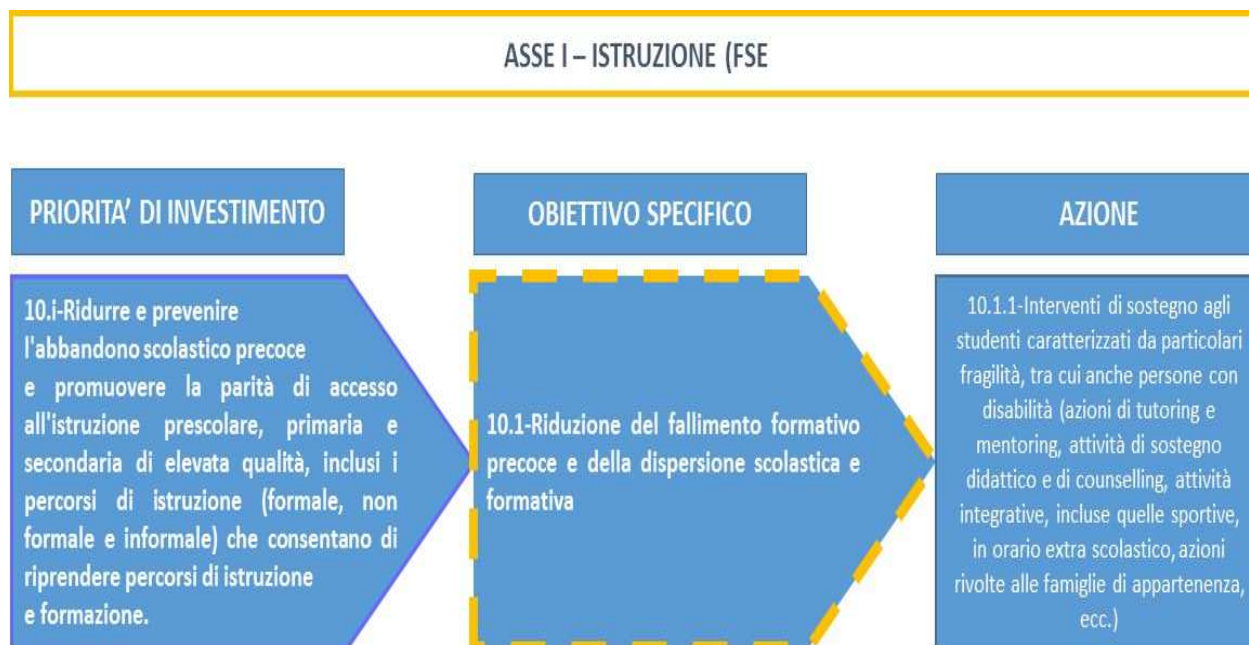 ASSE I – ISTRUZIONE (FSE
PRIORITA' DI INVESTIMENTO
10.i-Ridurre e prevenire
l'abbandono scolastico precoce
e promuovere la parità di accesso
all'istruzione prescolare, primaria e
secondaria di elevata qualità, inclusi i
percorsi di istruzione (formale, non
formale e informale) che consentano di
riprendere percorsi di istruzione
e formazione.
OBIETTIVO SPECIFICO
10.1-Riduzione del fallimento formativo
precoce e della dispersione scolastica e
formativa
AZIONE
10.1.1-Interventi di sostegno agli
studenti caratterizzati da particolari
fragilità, tra cui anche persone con
disabilità (azioni di tutoring e
mentoring, attività di sostegno
didattico e di counselling, attività
integrative, incluse quelle sportive,
in orario extra scolastico, azioni
rivolte alle famiglie di appartenenza,
ecc.)